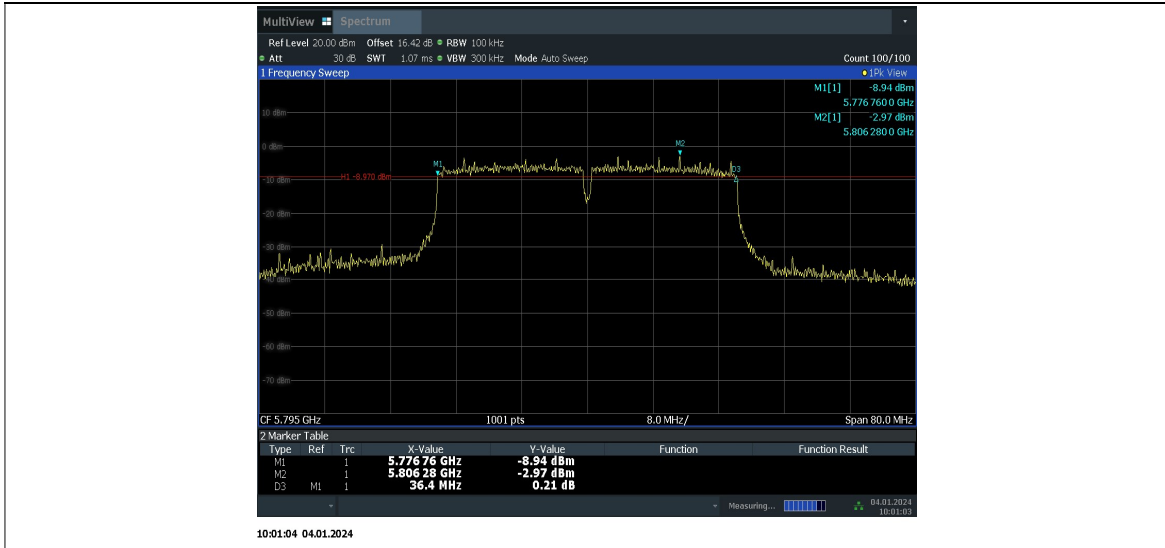 MultiView Spectrum
Ref Level 20.00 dBm Offset 16.42 dB RBW 100 kHz
Att 30 dB SWT 1.07 ms VBW 300 kHz Mode Auto Sweep Count 100/100
1 Frequency Sweep 1Pk View
M1[1] -8.94 dBm
5.776 760 0 GHz
M2[1] -2.97 dBm
5.806 280 0 GHz
10 dBm
0 dBm
M2
M1
D3
H1 -8.970 dBm
-10 dBm
-20 dBm
-30 dBm
-40 dBm
-50 dBm
-60 dBm
-70 dBm
CF 5.795 GHz 1001 pts 8.0 MHz/ Span 80.0 MHz
2 Marker Table
Type Ref Trc X-Value Y-Value Function Function Result
M1 1 5.776 76 GHz -8.94 dBm
M2 1 5.806 28 GHz -2.97 dBm
D3 M1 1 36.4 MHz 0.21 dB
Measuring... 04.01.2024
10:01:03
10:01:04 04.01.2024